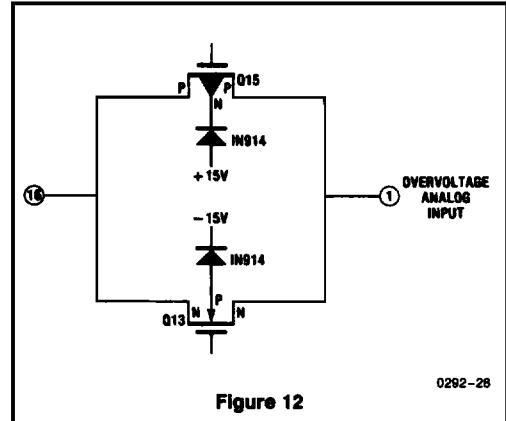 Q15
P P
N
IN914
+15V
16
1 OVERVOLTAGE
ANALOG
INPUT
-15V
IN914
P
N N
Q13
0292-26
Figure 12